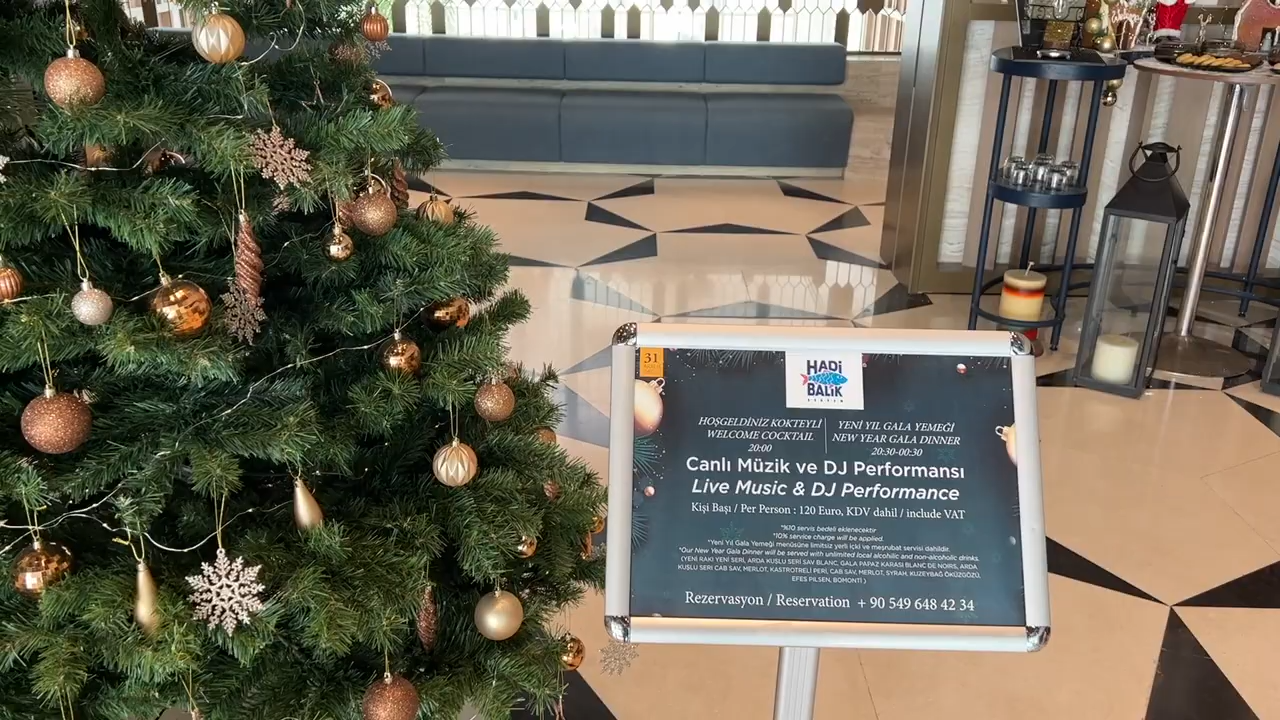 31
HADİ
BALIK
HOŞGELDİNİZ KOKTEYLİ
WELCOME COCKTAIL
20:00
YENİ YIL GALA YEMEĞİ
NEW YEAR GALA DINNER
20:30-00:30
Canlı Müzik ve DJ Performansı
Live Music & DJ Performance
Kişi Başı / Per Person : 120 Euro, KDV dahil / include VAT
*%10 servis bedeli eklenecektir
*10% service charge will be applied.
*Yeni Yıl Gala Yemeği menüsüne limitsiz yerli içki ve meşrubat servisi dahildir.
*Our New Year Gala Dinner will be served with unlimited local alcoholic and non-alcoholic drinks.
(YENİ RAKI YENİ SERİ, ARDA KUŞLU SERİ SAV BLANC, GALA PAPAZ KARASI BLANC DE NOIRS, ARDA
KUŞLU SERİ CAB SAV, MERLOT, KASTROTRELİ PERİ, CAB SAV, MERLOT, SYRAH, KUZEYBAĞ ÖKÜZGÖZÜ,
EFES PILSEN, BOMONTI )
Rezervasyon / Reservation + 90 549 648 42 34